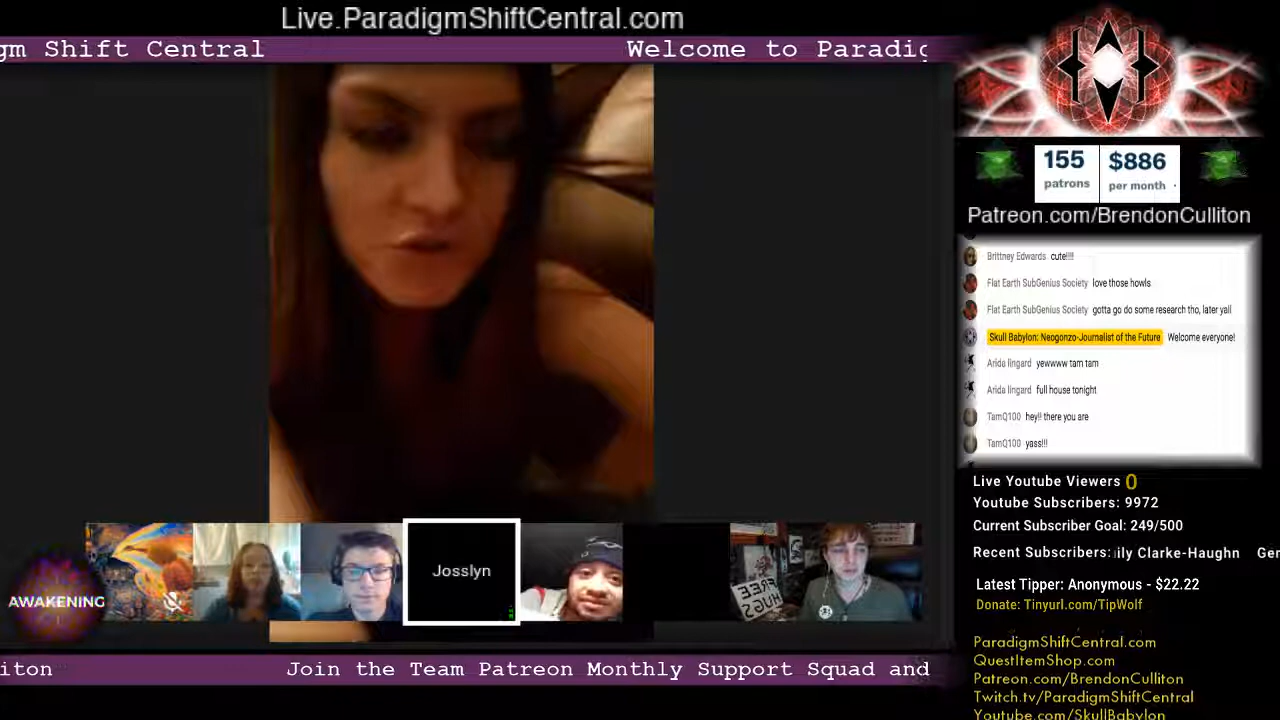 Live.ParadigmShiftCentral.com
gm Shift Central
Welcome to Paradig
155
patrons
$886
per month
Patreon.com/BrendonCulliton
Brittney Edwards cute!!!!
Flat Earth SubGenius Society love those howls
Flat Earth SubGenius Society gotta go do some research tho, later yall
Skull Babylon: Neogonzo-Journalist of the Future Welcome everyone!
Arida lingard yewwww tam tam
Arida lingard full house tonight
TamQ100 hey!! there you are
TamQ100 yass!!!
Live Youtube Viewers 0
Youtube Subscribers: 9972
Current Subscriber Goal: 249/500
Recent Subscribers: ily Clarke-Haughn Ger
Latest Tipper: Anonymous - $22.22
Donate: Tinyurl.com/TipWolf
ParadigmShiftCentral.com
QuestItemShop.com
Patreon.com/BrendonCulliton
Twitch.tv/ParadigmShiftCentral
Youtube.com/SkullBabylon
Josslyn
FREE
HUGS
AWAKENING
iton
Join the Team Patreon Monthly Support Squad and